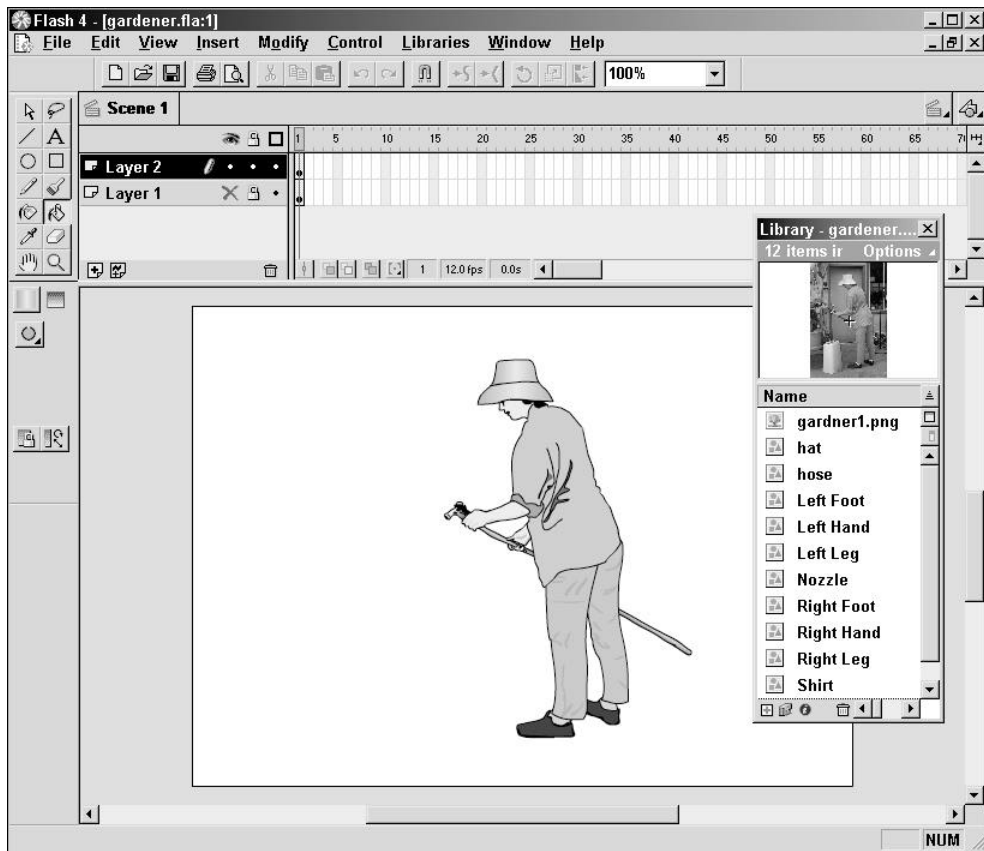 Flash 4 - [gardener.fla:1]
File Edit View Insert Modify Control Libraries Window Help
100%
Scene 1
1 5 10 15 20 25 30 35 40 45 50 55 60 65 7
Layer 2
Layer 1
1 12.0 fps 0.0s
Library - gardener....
12 items ir Options
Name
gardner1.png
hat
hose
Left Foot
Left Hand
Left Leg
Nozzle
Right Foot
Right Hand
Right Leg
Shirt
NUM